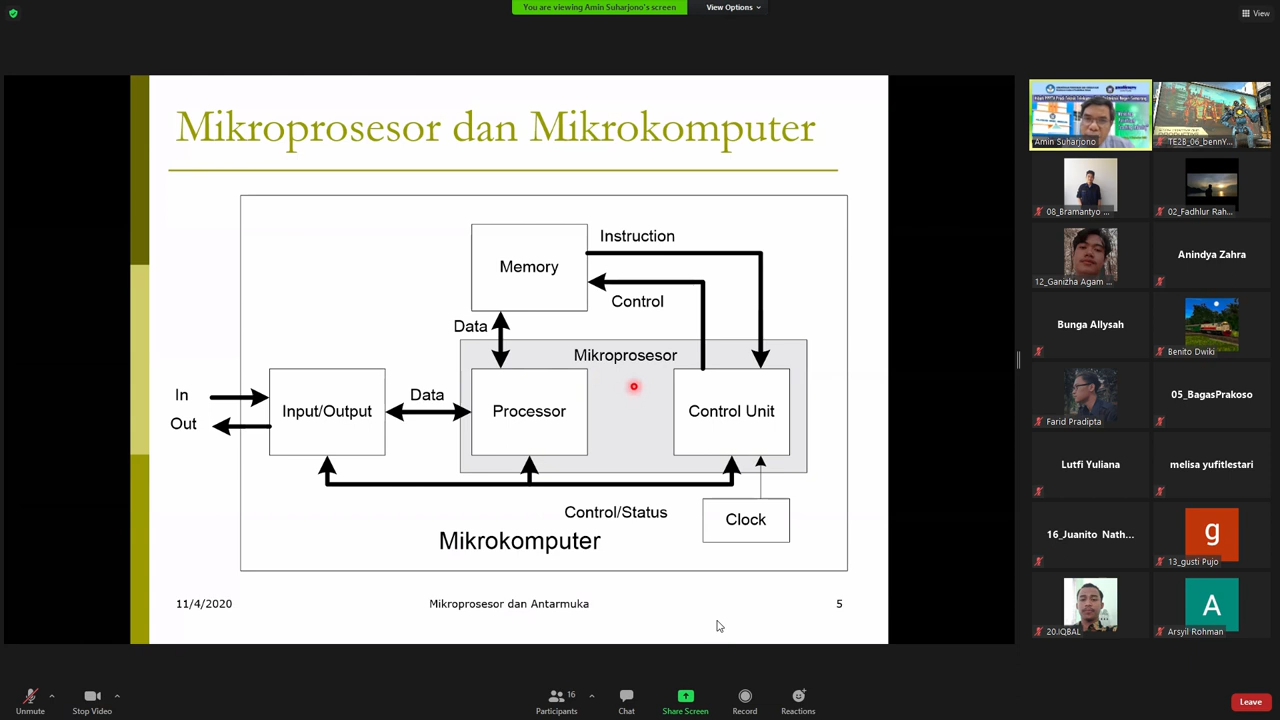 You are viewing Amin Suharjono's screen
View Options
View
Mikroprosesor dan Mikrokomputer
Memory
Instruction
Control
Data
Mikroprosesor
In
Out
Input/Output
Data
Processor
Control Unit
Control/Status
Clock
Mikrokomputer
11/4/2020
Mikroprosesor dan Antarmuka
5
Amin Suharjono
TE2B_06_bennY...
08_Bramantyo ...
02_Fadhlur Rah...
12_Ganizha Agam ...
Anindya Zahra
Bunga Allysah
Benito Dwiki
Farid Pradipta
05_BagasPrakoso
Lutfi Yuliana
melisa yufitlestari
16_Juanito Nath...
g
13_gusti Pujo
20.IQBAL
A
Arsyil Rohman
Unmute
Stop Video
16
Participants
Chat
Share Screen
Record
Reactions
Leave